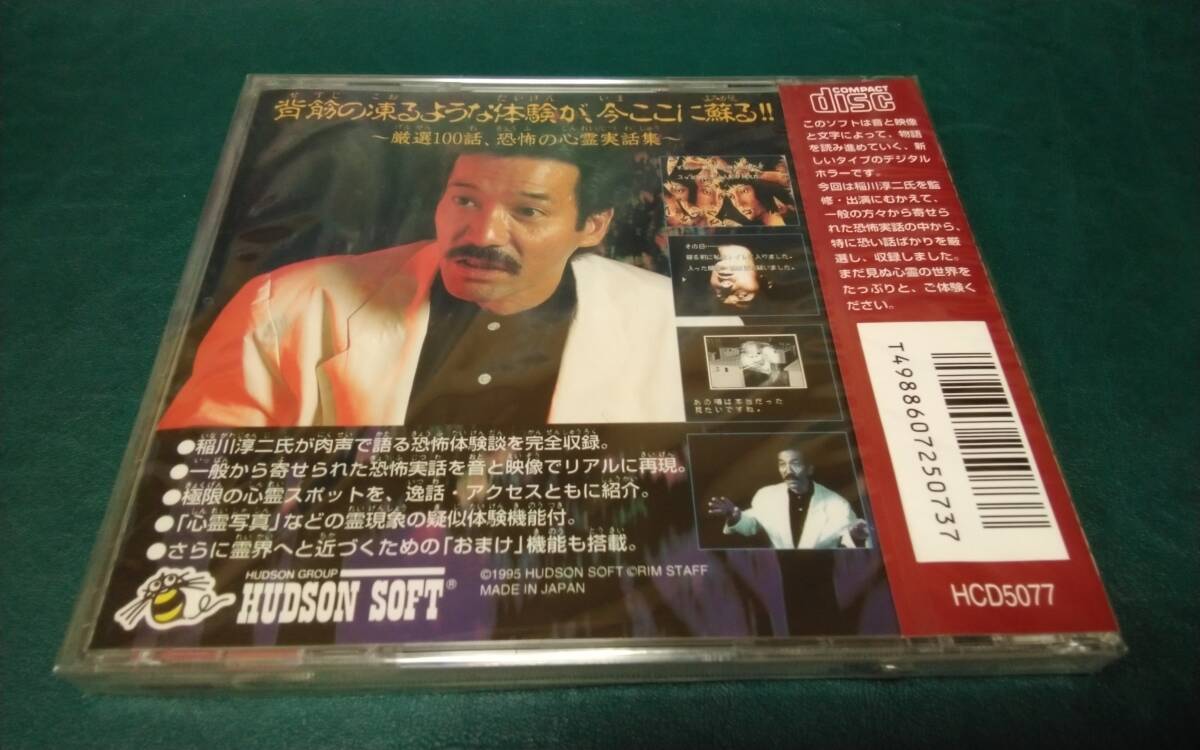 背筋の凍るような体験が、今ここに蘇る!!
～厳選100話、恐怖の心霊実話集～
その日
あの噂は本当だった
見たいですね。
●稲川淳二氏が肉声で語る恐怖体験談を完全収録。
●一般から寄せられた恐怖実話を音と映像でリアルに再現。
●極限の心霊スポットを、逸話・アクセスともに紹介。
●「心霊写真」などの霊現象の疑似体験機能付。
●さらに霊界へと近づくための「おまけ」機能も搭載。
HUDSON GROUP
HUDSON SOFT®
©1995 HUDSON SOFT ©RIM STAFF
MADE IN JAPAN
COMPACT
disc
このソフトは音と映像
と文字によって、物語
を読み進めていく、新
しいタイプのデジタル
ホラーです。
今回は稲川淳二氏を監
修・出演にむかえて、
一般の方々から寄せら
れた恐怖実話の中から、
特に恐い話ばかりを厳
選し、収録しました。
まだ見ぬ心霊の世界を
たっぷりと、ご体験く
ださい。
T4988607250737
HCD5077